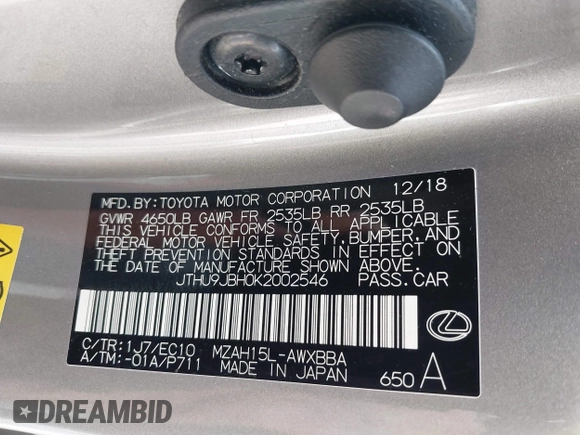 MFD. BY: TOYOTA MOTOR CORPORATION 12/18
GVWR 4650LB GAWR FR 2535LB RR 2535LB
THIS VEHICLE CONFORMS TO ALL APPLICABLE
FEDERAL MOTOR VEHICLE SAFETY, BUMPER, AND
THEFT PREVENTION STANDARDS IN EFFECT ON
THE DATE OF MANUFACTURE SHOWN ABOVE.
JTHU9JBH0K2002546 PASS. CAR
C/TR: 1J7/EC10 MZAH15L-AWXBBA
A/TM: -01A/P711 MADE IN JAPAN 650 A
DREAMBID